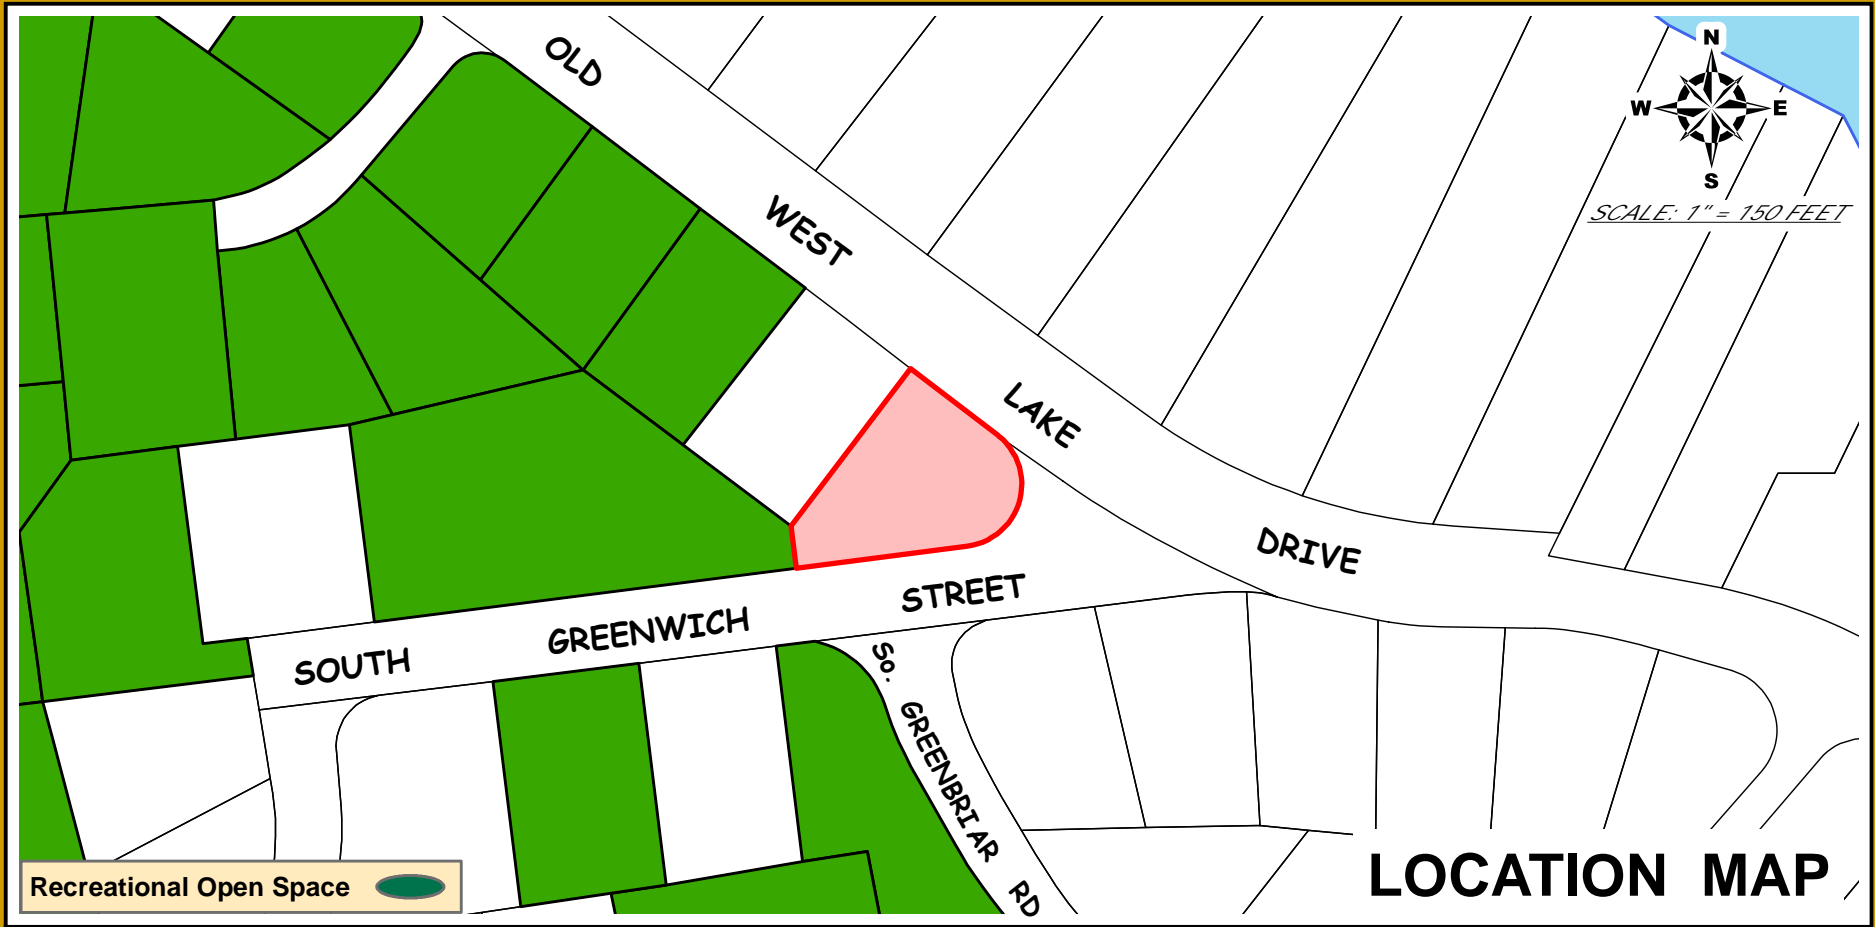 N
W E
S
SCALE: 1" = 150 FEET
OLD WEST LAKE DRIVE
SOUTH GREENWICH STREET
So. GREENBRIAR RD
Recreational Open Space
LOCATION MAP